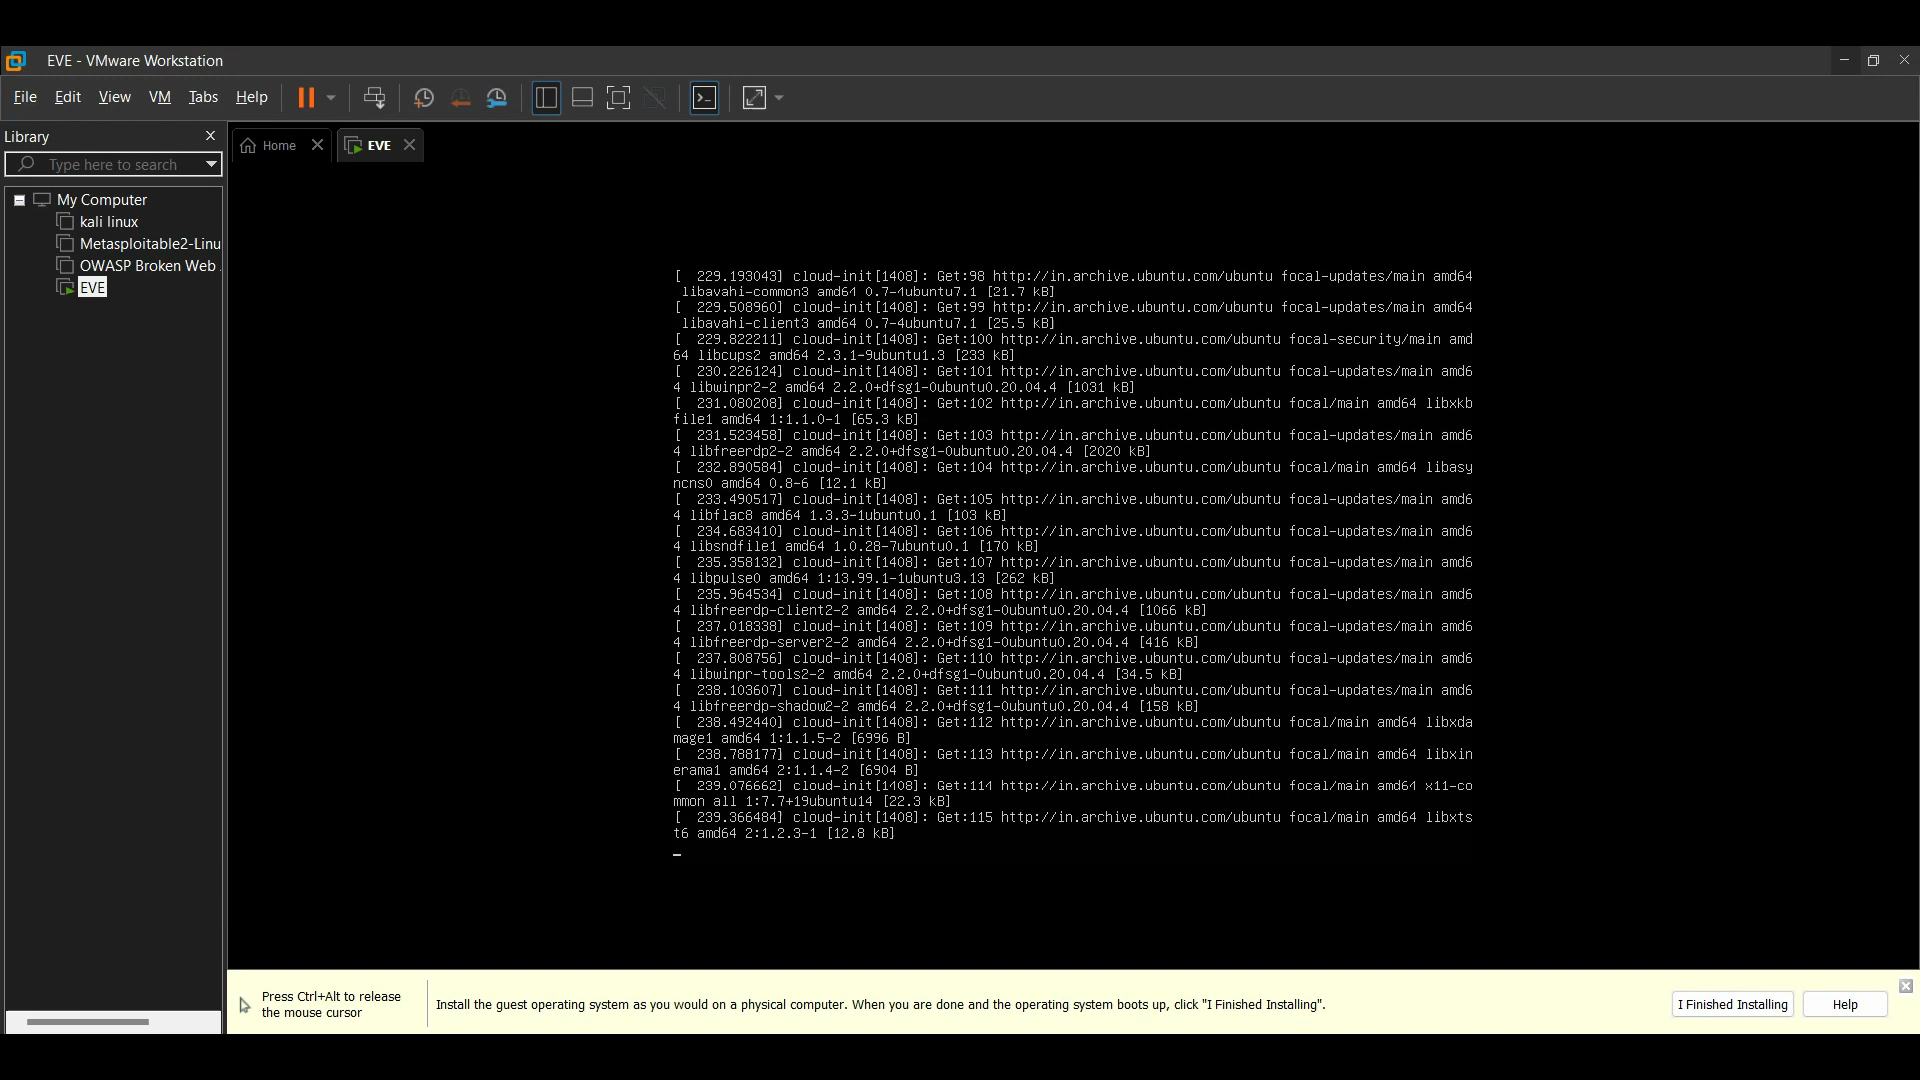 EVE - VMware Workstation
File Edit View VM Tabs Help
Library
Type here to search
Home
EVE
My Computer
kali linux
Metasploitable2-Linu
OWASP Broken Web
EVE
[  229.193043] cloud-init[1408]: Get:98 http://in.archive.ubuntu.com/ubuntu focal-updates/main amd64
 libavahi-common3 amd64 0.7-4ubuntu7.1 [21.7 kB]
[  229.508960] cloud-init[1408]: Get:99 http://in.archive.ubuntu.com/ubuntu focal-updates/main amd64
 libavahi-client3 amd64 0.7-4ubuntu7.1 [25.5 kB]
[  229.822211] cloud-init[1408]: Get:100 http://in.archive.ubuntu.com/ubuntu focal-security/main amd
64 libcups2 amd64 2.3.1-9ubuntu1.3 [233 kB]
[  230.226124] cloud-init[1408]: Get:101 http://in.archive.ubuntu.com/ubuntu focal-updates/main amd6
4 libwinpr2-2 amd64 2.2.0+dfsg1-0ubuntu0.20.04.4 [1031 kB]
[  231.080208] cloud-init[1408]: Get:102 http://in.archive.ubuntu.com/ubuntu focal/main amd64 libxkb
file1 amd64 1:1.1.0-1 [65.3 kB]
[  231.523458] cloud-init[1408]: Get:103 http://in.archive.ubuntu.com/ubuntu focal-updates/main amd6
4 libfreerdp2-2 amd64 2.2.0+dfsg1-0ubuntu0.20.04.4 [2020 kB]
[  232.890584] cloud-init[1408]: Get:104 http://in.archive.ubuntu.com/ubuntu focal/main amd64 libasy
ncns0 amd64 0.8-6 [12.1 kB]
[  233.490517] cloud-init[1408]: Get:105 http://in.archive.ubuntu.com/ubuntu focal-updates/main amd6
4 libflac8 amd64 1.3.3-1ubuntu0.1 [103 kB]
[  234.683410] cloud-init[1408]: Get:106 http://in.archive.ubuntu.com/ubuntu focal-updates/main amd6
4 libsndfile1 amd64 1.0.28-7ubuntu0.1 [170 kB]
[  235.358132] cloud-init[1408]: Get:107 http://in.archive.ubuntu.com/ubuntu focal-updates/main amd6
4 libpulse0 amd64 1:13.99.1-1ubuntu3.13 [262 kB]
[  235.964534] cloud-init[1408]: Get:108 http://in.archive.ubuntu.com/ubuntu focal-updates/main amd6
4 libfreerdp-client2-2 amd64 2.2.0+dfsg1-0ubuntu0.20.04.4 [1066 kB]
[  237.018338] cloud-init[1408]: Get:109 http://in.archive.ubuntu.com/ubuntu focal-updates/main amd6
4 libfreerdp-server2-2 amd64 2.2.0+dfsg1-0ubuntu0.20.04.4 [416 kB]
[  237.808756] cloud-init[1408]: Get:110 http://in.archive.ubuntu.com/ubuntu focal-updates/main amd6
4 libwinpr-tools2-2 amd64 2.2.0+dfsg1-0ubuntu0.20.04.4 [34.5 kB]
[  238.103607] cloud-init[1408]: Get:111 http://in.archive.ubuntu.com/ubuntu focal-updates/main amd6
4 libfreerdp-shadow2-2 amd64 2.2.0+dfsg1-0ubuntu0.20.04.4 [158 kB]
[  238.492440] cloud-init[1408]: Get:112 http://in.archive.ubuntu.com/ubuntu focal/main amd64 libxda
mage1 amd64 1:1.1.5-2 [6996 B]
[  238.788177] cloud-init[1408]: Get:113 http://in.archive.ubuntu.com/ubuntu focal/main amd64 libxin
erama1 amd64 2:1.1.4-2 [6904 B]
[  239.076662] cloud-init[1408]: Get:114 http://in.archive.ubuntu.com/ubuntu focal/main amd64 x11-co
mmon all 1:7.7+19ubuntu14 [22.3 kB]
[  239.366484] cloud-init[1408]: Get:115 http://in.archive.ubuntu.com/ubuntu focal/main amd64 libxts
t6 amd64 2:1.2.3-1 [12.8 kB]
Press Ctrl+Alt to release
the mouse cursor
Install the guest operating system as you would on a physical computer. When you are done and the operating system boots up, click "I Finished Installing".
I Finished Installing
Help